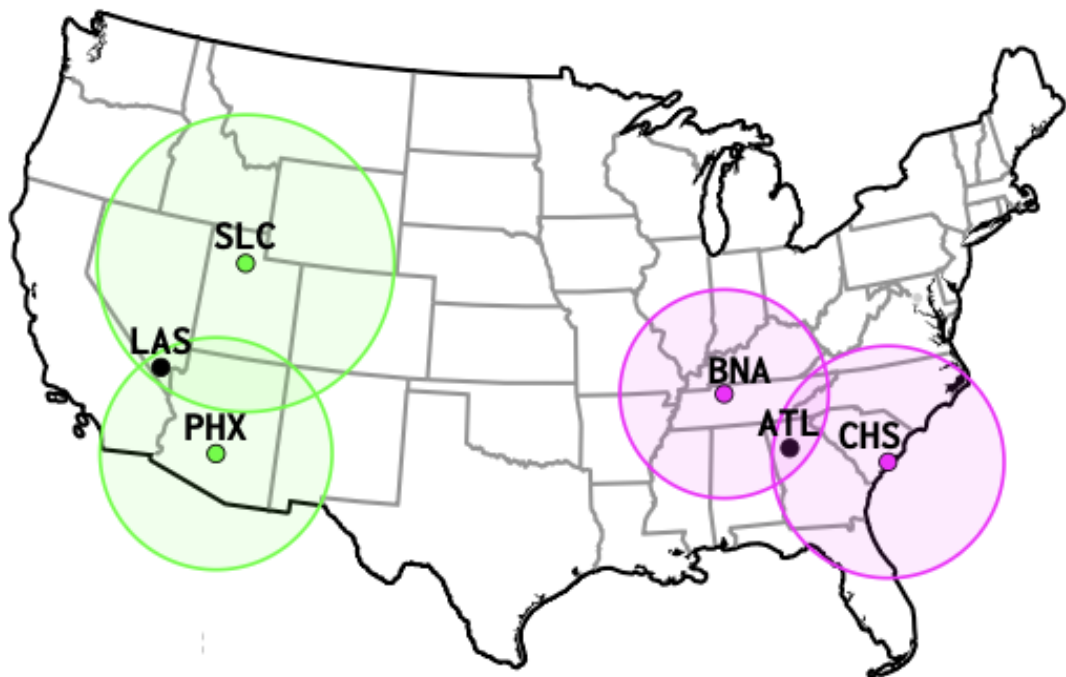 SLC
LAS
PHX
BNA
ATL
CHS